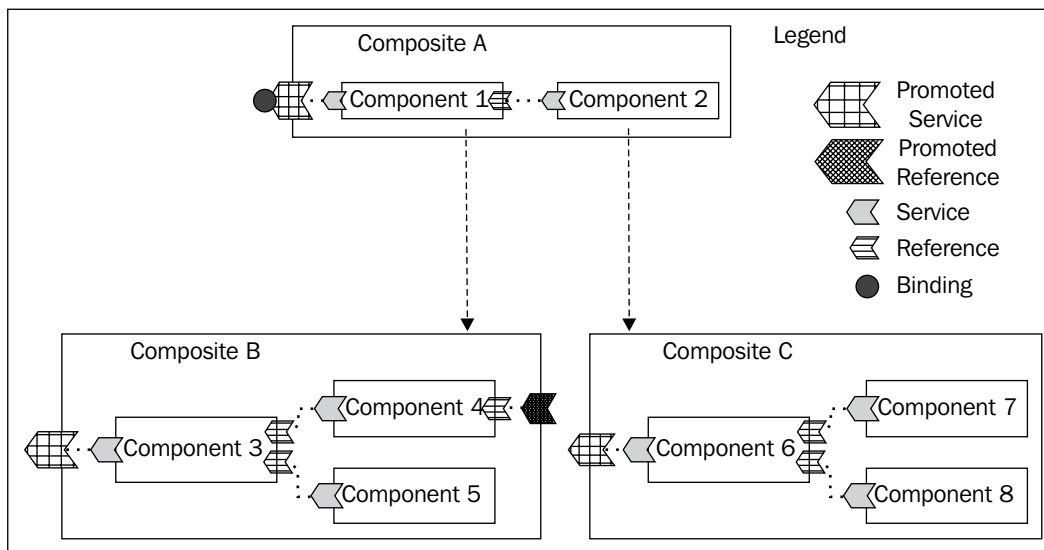 Composite A
Component 1
Component 2
Legend
Promoted
Service
Promoted
Reference
Service
Reference
Binding
Composite B
Component 3
Component 4
Component 5
Composite C
Component 6
Component 7
Component 8